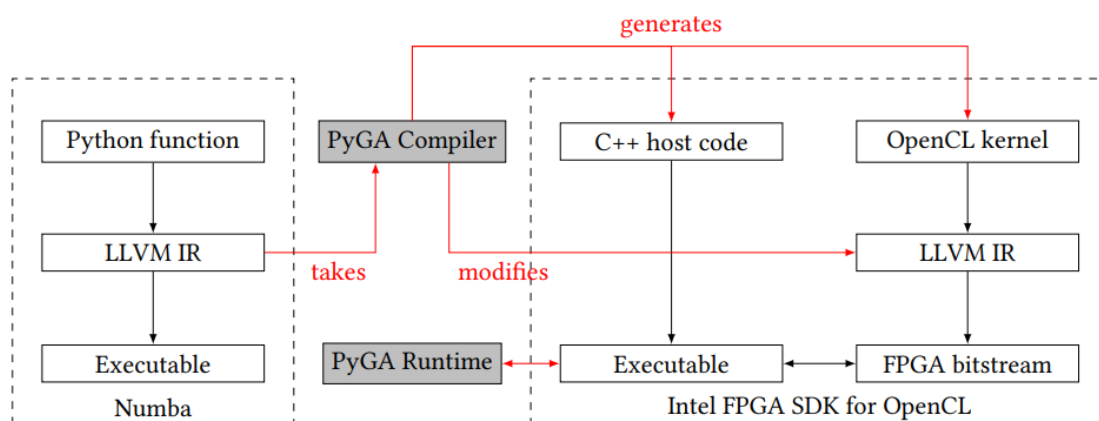 generates
Python function
PyGA Compiler
C++ host code
OpenCL kernel
LLVM IR
LLVM IR
takes
modifies
Executable
PyGA Runtime
Executable
FPGA bitstream
Numba
Intel FPGA SDK for OpenCL